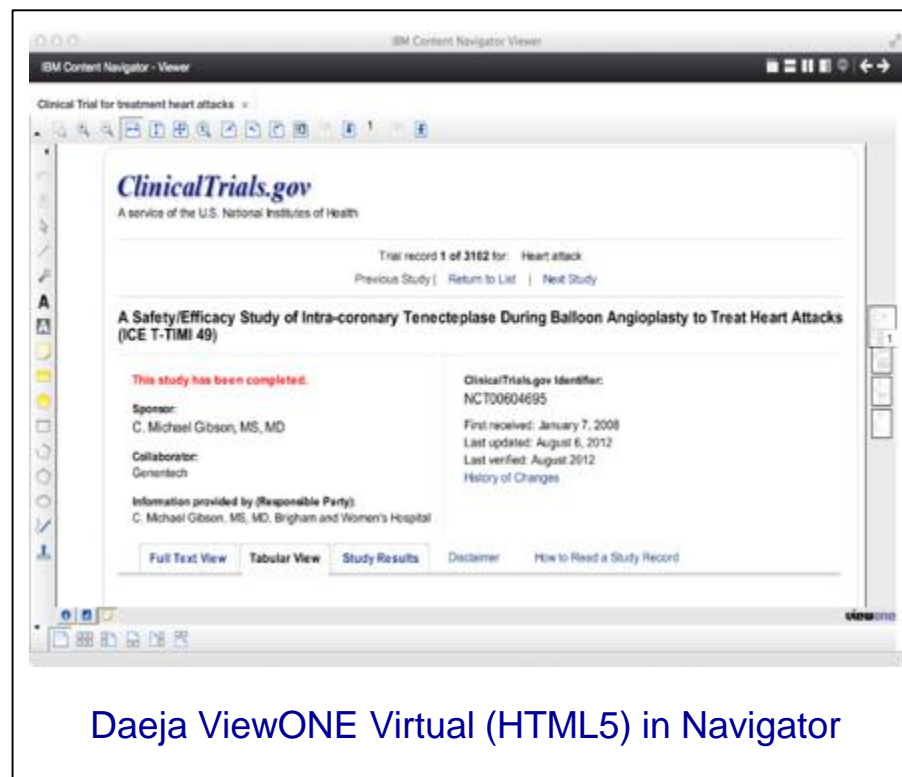 IBM Content Navigator Viewer
IBM Content Navigator - Viewer
Clinical Trial for treatment heart attacks ×
1
A
ClinicalTrials.gov
A service of the U.S. National Institutes of Health
Trial record 1 of 3102 for: Heart attack
Previous Study | Return to List | Next Study
A Safety/Efficacy Study of Intra-coronary Tenecteplase During Balloon Angioplasty to Treat Heart Attacks
(ICE T-TIMI 49)
1
This study has been completed.
Sponsor:
C. Michael Gibson, MS, MD
Collaborator:
Genentech
Information provided by (Responsible Party):
C. Michael Gibson, MS, MD, Brigham and Women's Hospital
ClinicalTrials.gov Identifier:
NCT00604695
First received: January 7, 2008
Last updated: August 6, 2012
Last verified: August 2012
History of Changes
Full Text View Tabular View Study Results Disclaimer How to Read a Study Record
viewone
Daeja ViewONE Virtual (HTML5) in Navigator